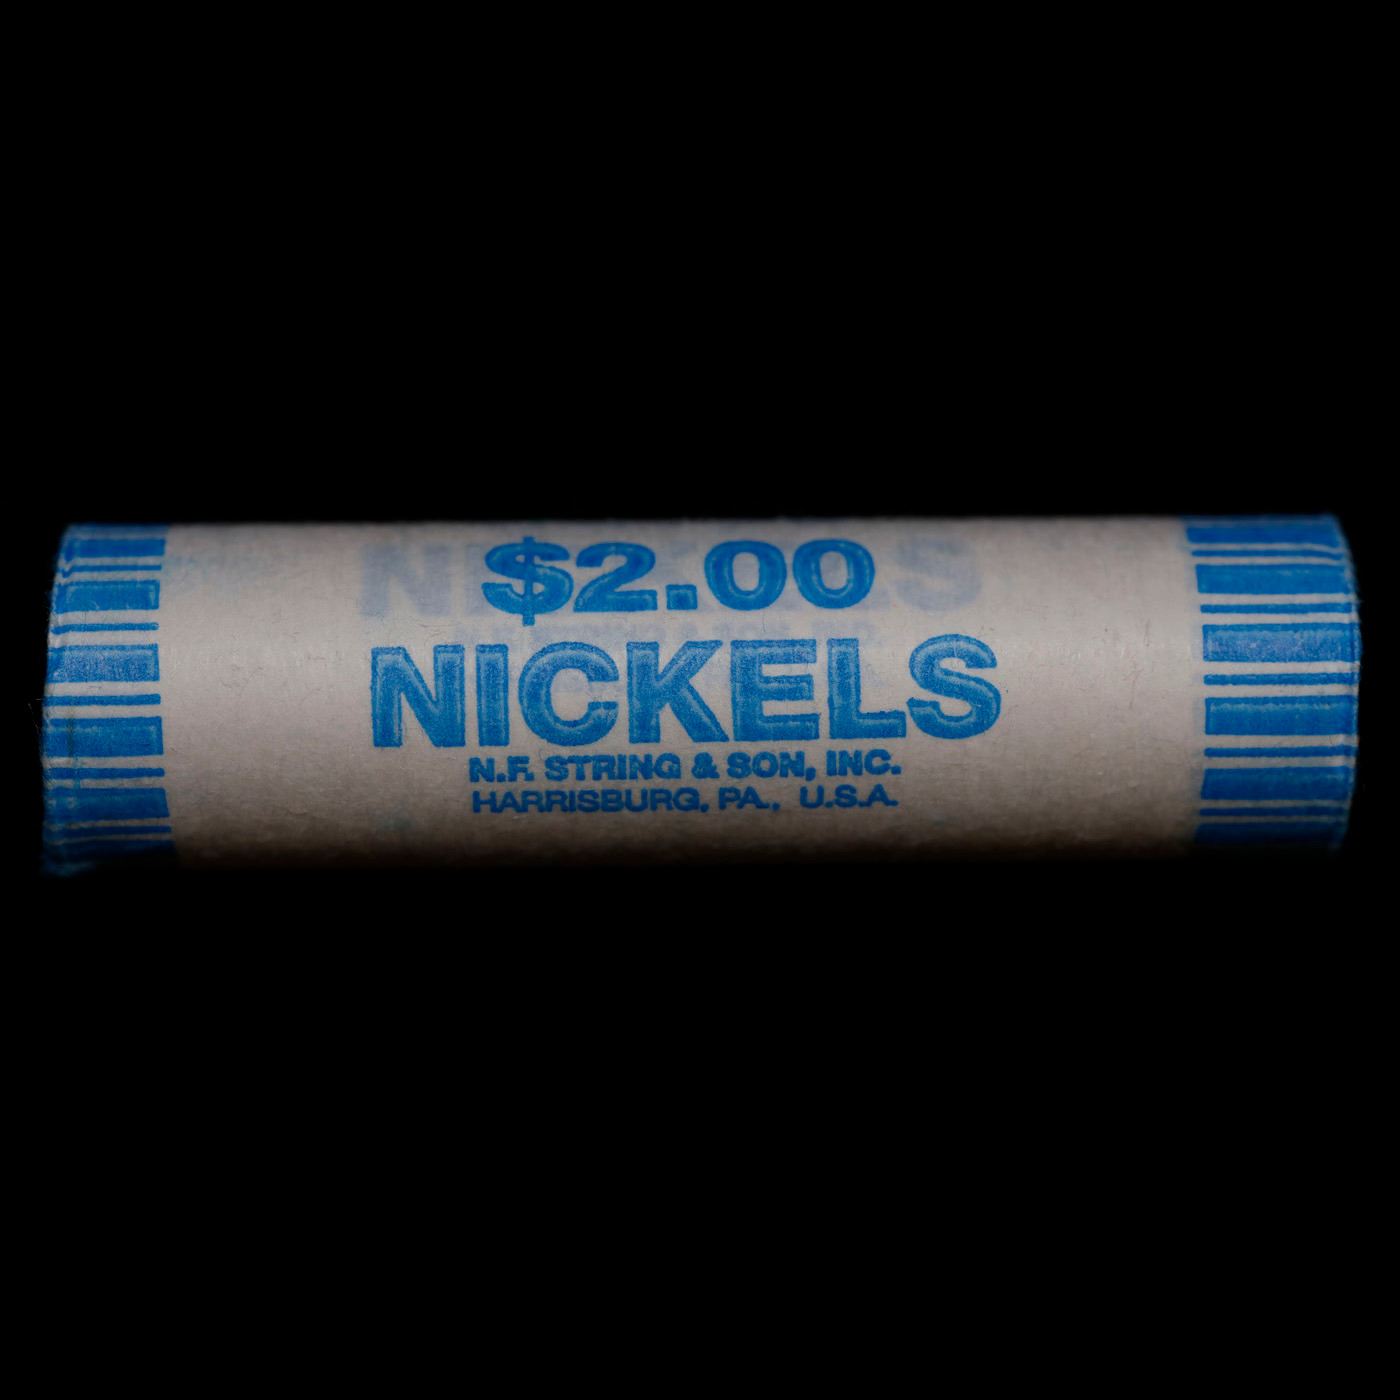 $2.00
NICKELS
N.F. STRING & SON, INC.
HARRISBURG, PA., U.S.A.